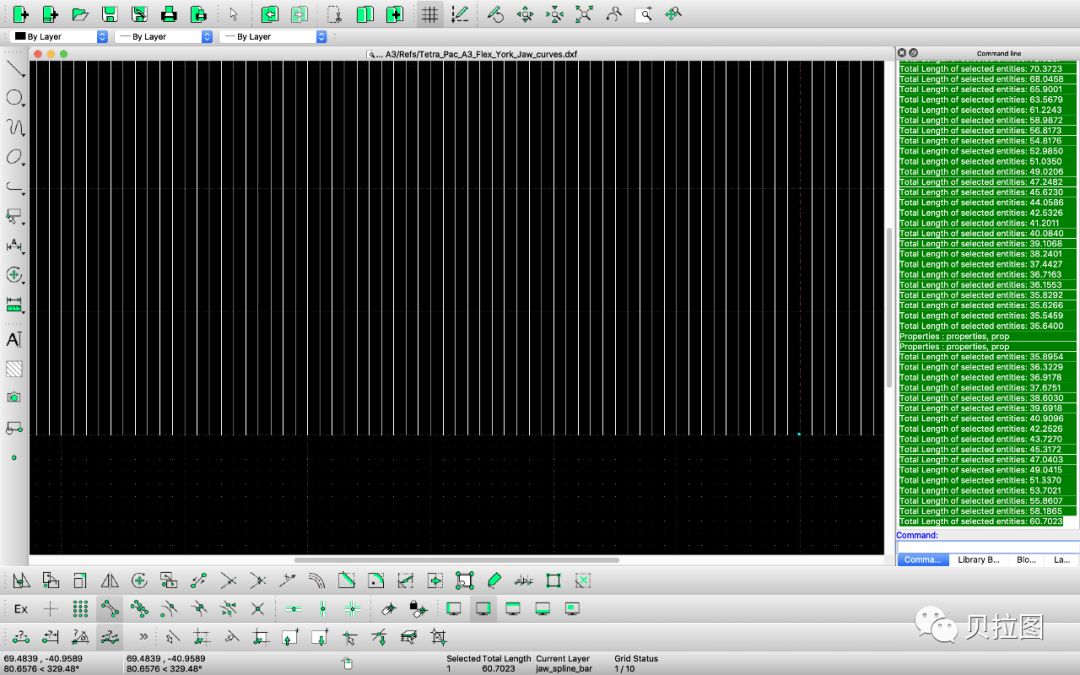 By Layer
By Layer
By Layer
... A3/Refs/Tetra_Pac_A3_Flex_York_Jaw_curves.dxf
Command line
Total Length of selected entities: 70.3723
Total Length of selected entities: 68.0458
Total Length of selected entities: 65.9001
Total Length of selected entities: 63.5679
Total Length of selected entities: 61.2243
Total Length of selected entities: 58.9872
Total Length of selected entities: 56.8173
Total Length of selected entities: 54.8176
Total Length of selected entities: 52.9850
Total Length of selected entities: 51.0350
Total Length of selected entities: 49.0206
Total Length of selected entities: 47.2482
Total Length of selected entities: 45.6230
Total Length of selected entities: 44.0586
Total Length of selected entities: 42.5326
Total Length of selected entities: 41.2011
Total Length of selected entities: 40.0840
Total Length of selected entities: 39.1068
Total Length of selected entities: 38.2401
Total Length of selected entities: 37.4427
Total Length of selected entities: 36.7163
Total Length of selected entities: 36.1553
Total Length of selected entities: 35.8292
Total Length of selected entities: 35.6266
Total Length of selected entities: 35.5459
Total Length of selected entities: 35.6400
Properties : properties, prop
Properties : properties, prop
Total Length of selected entities: 35.8954
Total Length of selected entities: 36.3229
Total Length of selected entities: 36.9178
Total Length of selected entities: 37.6751
Total Length of selected entities: 38.6030
Total Length of selected entities: 39.6918
Total Length of selected entities: 40.9096
Total Length of selected entities: 42.2526
Total Length of selected entities: 43.7270
Total Length of selected entities: 45.3172
Total Length of selected entities: 47.0403
Total Length of selected entities: 49.0415
Total Length of selected entities: 51.3370
Total Length of selected entities: 53.7021
Total Length of selected entities: 55.8607
Total Length of selected entities: 58.1865
Total Length of selected entities: 60.7023
Command:
Comma...
Library B...
Blo...
La...
Ex
贝拉图
69.4839 , -40.9589
80.6576 < 329.48°
69.4839 , -40.9589
80.6576 < 329.48°
Selected Total Length
1 60.7023
Current Layer
jaw_spline_bar
Grid Status
1 / 10